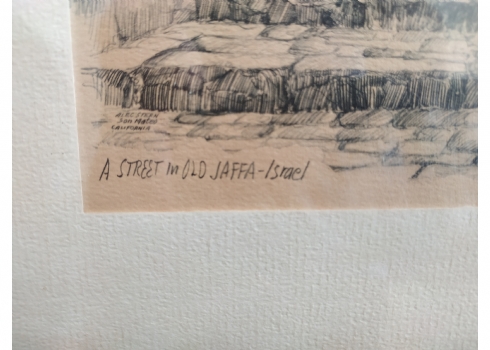 San Mateo
CALIFORNIA
A STREET in OLD JAFFA-Israel